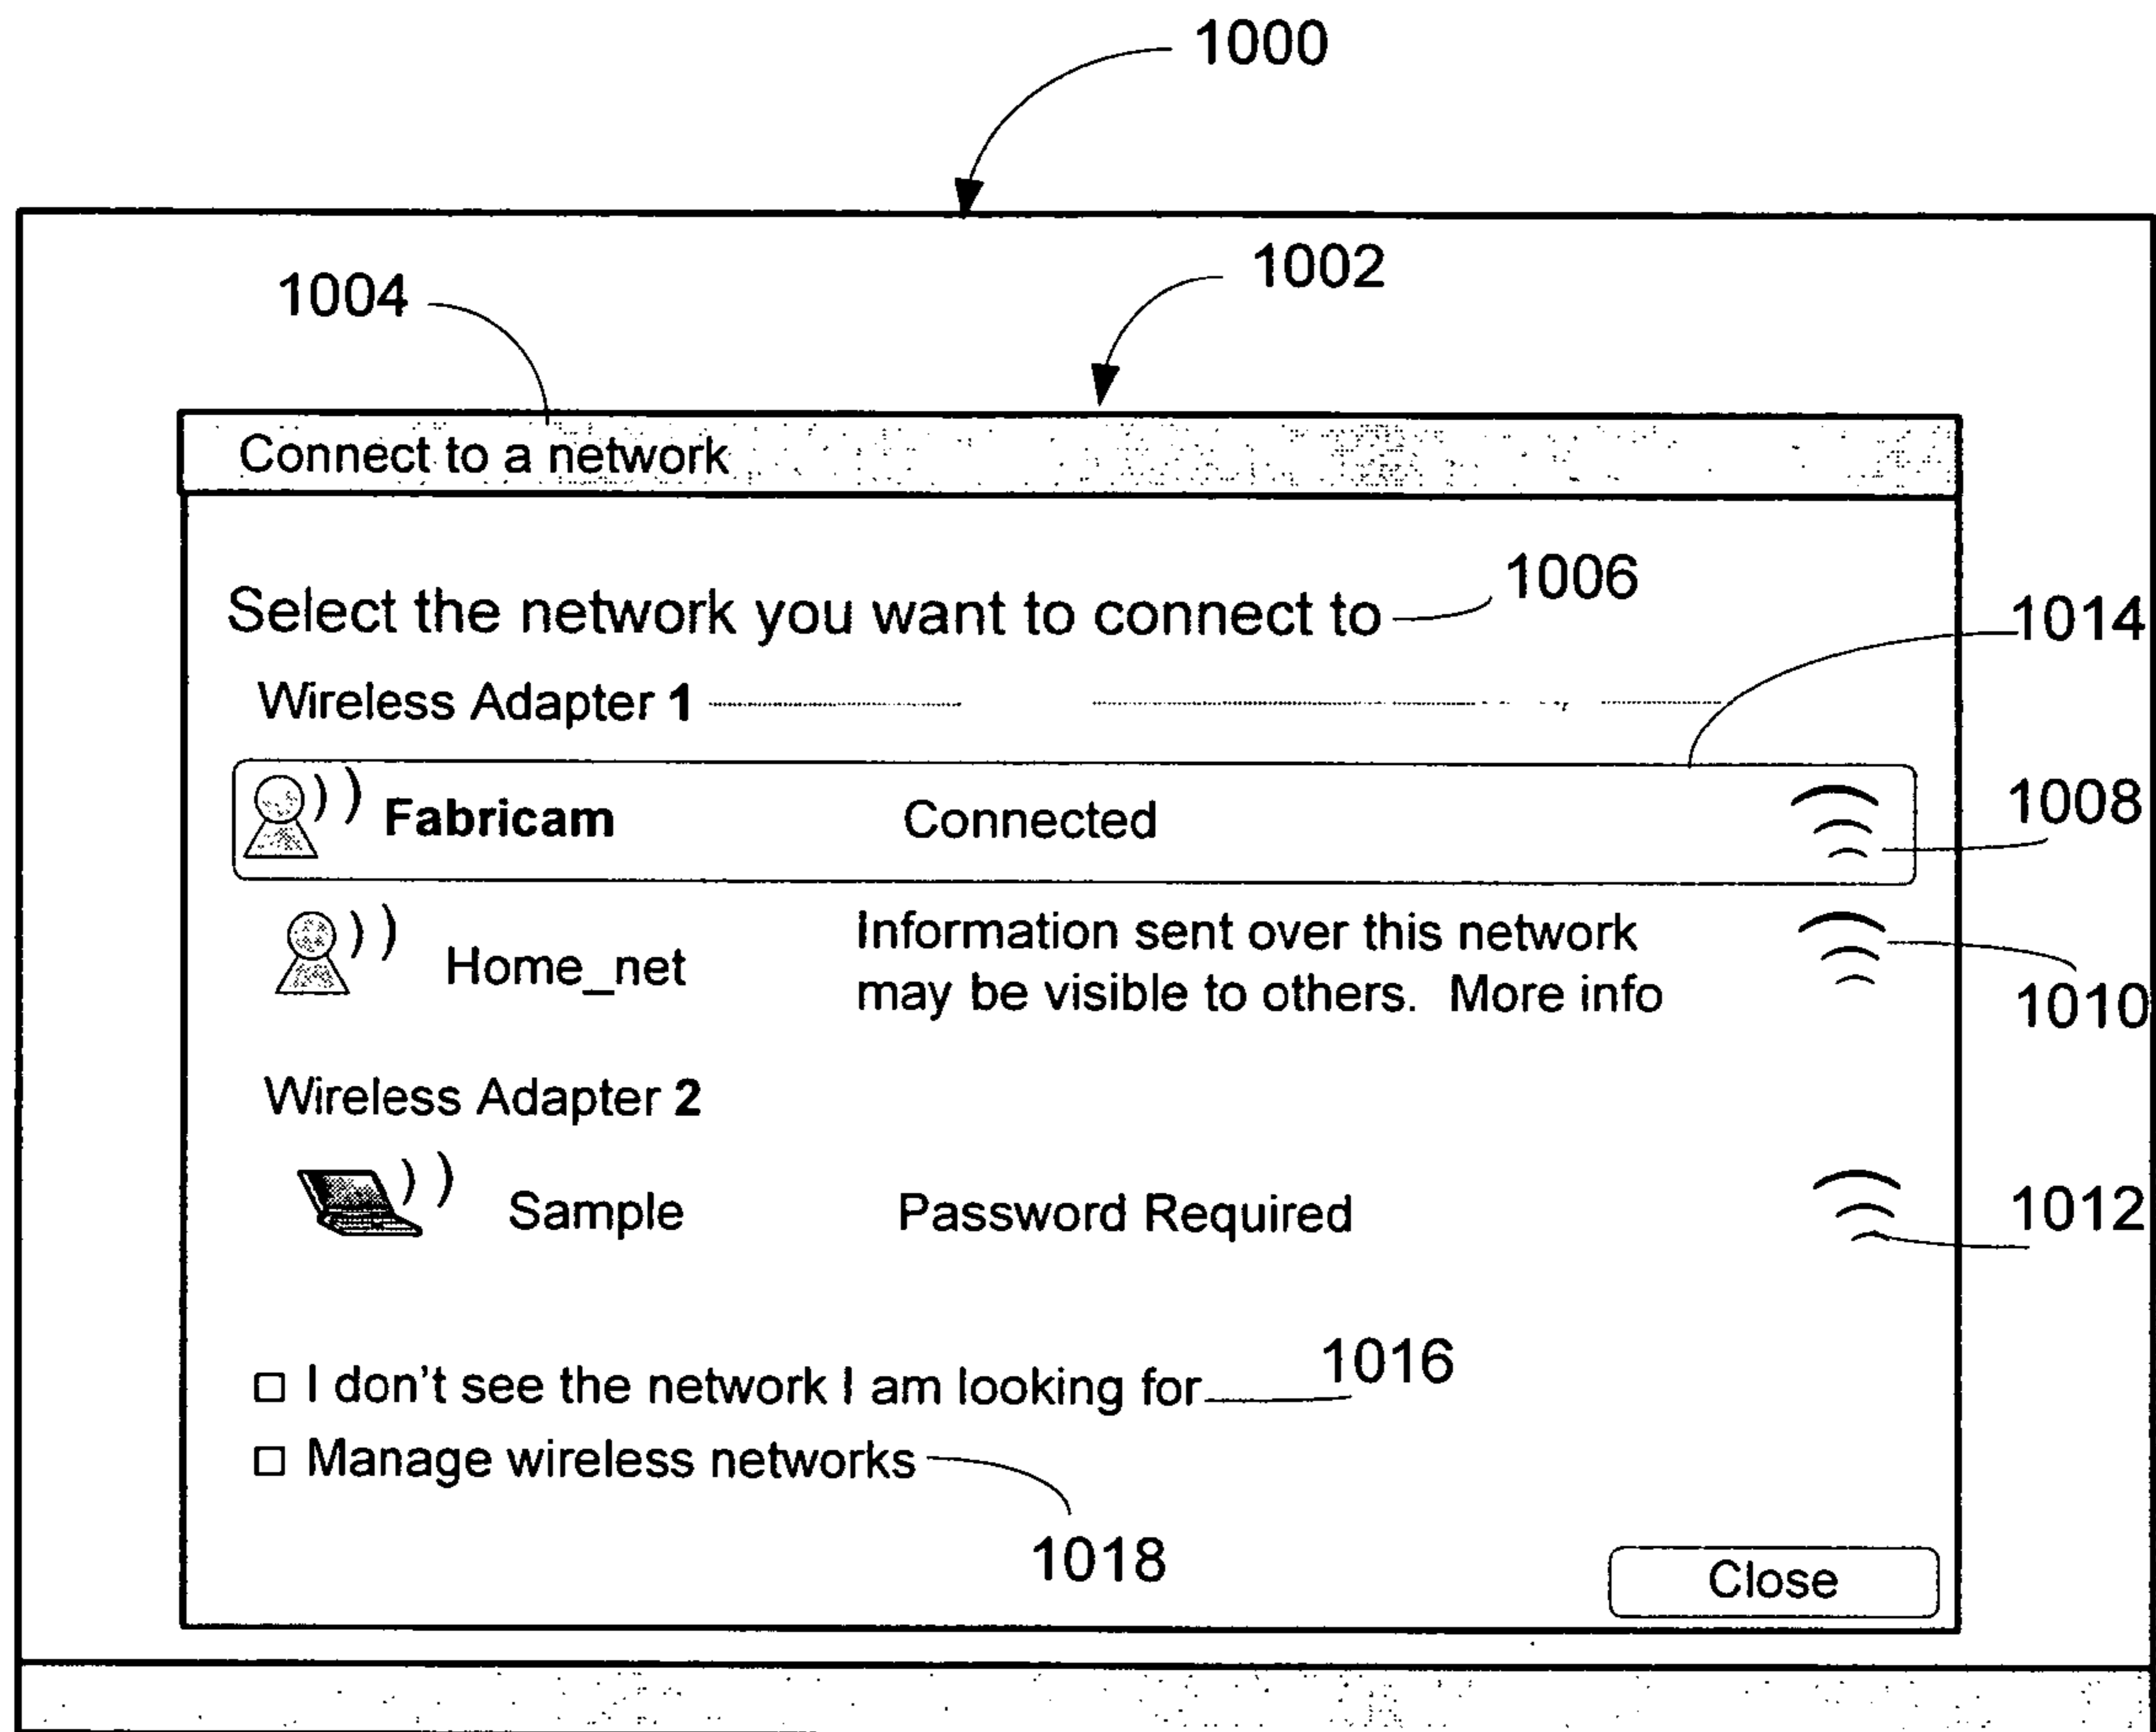 1000
1002
1004
Connect to a network
Select the network you want to connect to
1006
1014
Wireless Adapter 1
Fabricam Connected
1008
Home_net Information sent over this network
may be visible to others. More info
1010
Wireless Adapter 2
Sample Password Required
1012
□ I don't see the network I am looking for
1016
□ Manage wireless networks
1018
Close